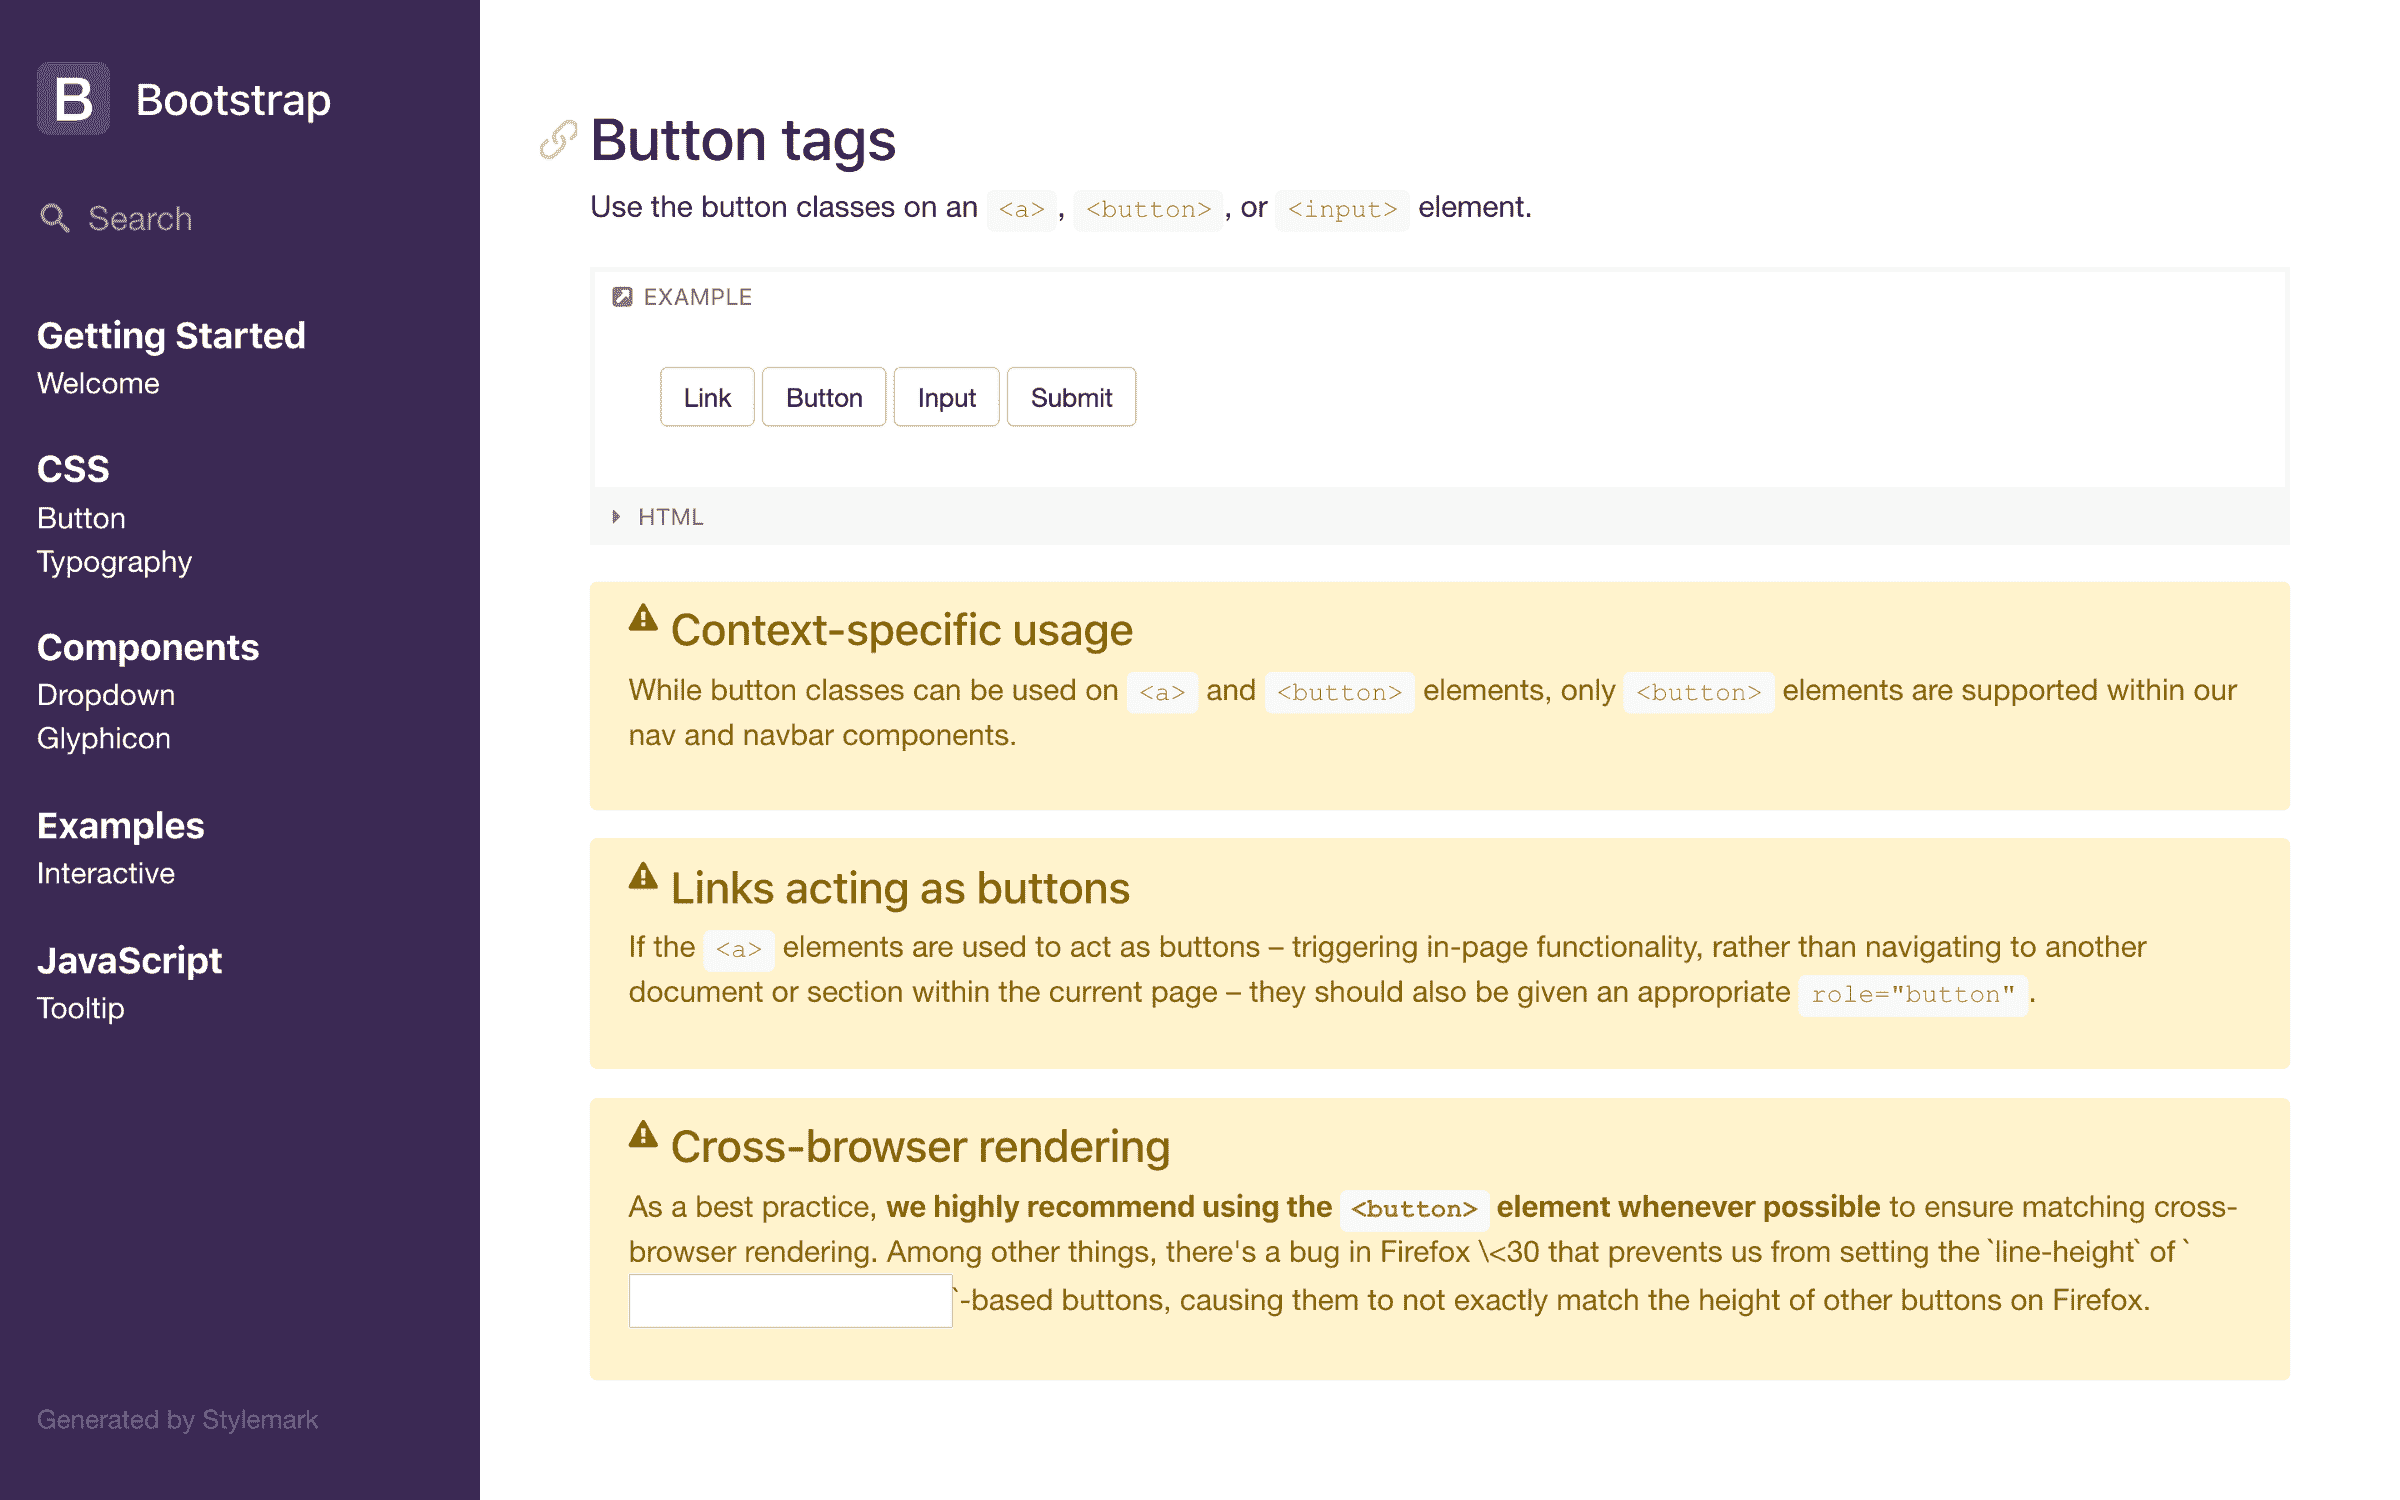 B Bootstrap
Search
Getting Started
Welcome
CSS
Button
Typography
Components
Dropdown
Glyphicon
Examples
Interactive
JavaScript
Tooltip
Generated by Stylemark
Button tags
Use the button classes on an <a>, <button>, or <input> element.
EXAMPLE
Link Button Input Submit
HTML
Context-specific usage
While button classes can be used on <a> and <button> elements, only <button> elements are supported within our
nav and navbar components.
Links acting as buttons
If the <a> elements are used to act as buttons – triggering in-page functionality, rather than navigating to another
document or section within the current page – they should also be given an appropriate role="button".
Cross-browser rendering
As a best practice, we highly recommend using the <button> element whenever possible to ensure matching cross-
browser rendering. Among other things, there's a bug in Firefox \<30 that prevents us from setting the `line-height` of `
`-based buttons, causing them to not exactly match the height of other buttons on Firefox.